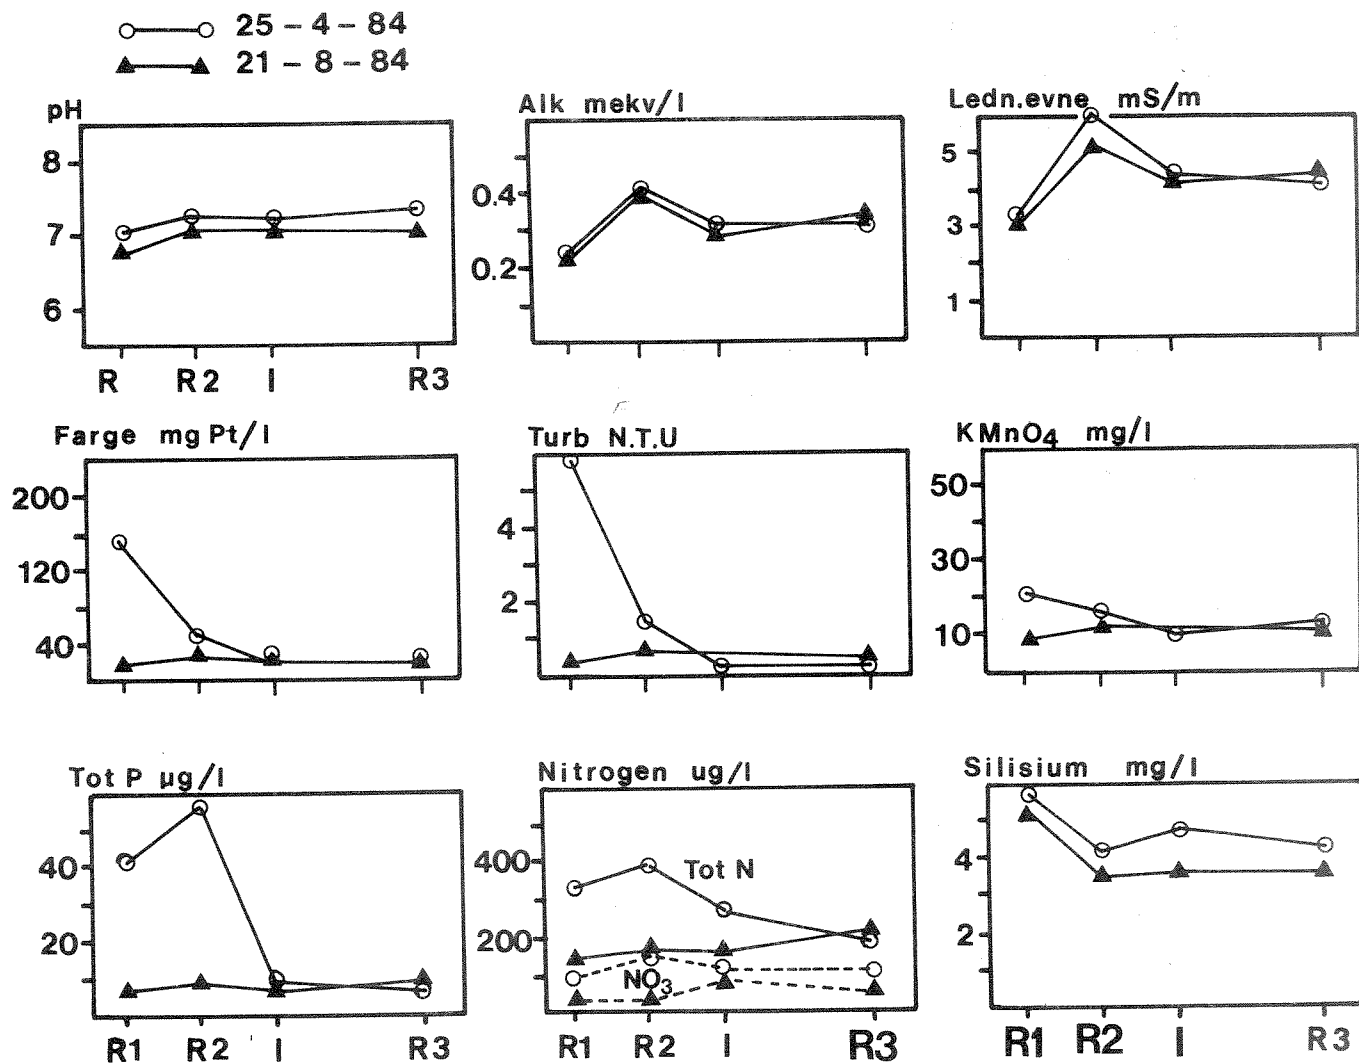 25 - 4 - 84
21 - 8 - 84
pH
8
7
6
R R2 I R3
Alk mekv/l
0.4
0.2
Ledn.evne mS/m
5
3
1
Farge mg Pt/l
200
120
40
Turb N.T.U
4
2
KMnO4 mg/l
50
30
10
Tot P µg/l
40
20
R1 R2 I R3
Nitrogen ug/l
400
200
Tot N
NO3
R1 R2 I R3
Silisium mg/l
4
2
R1 R2 I R3